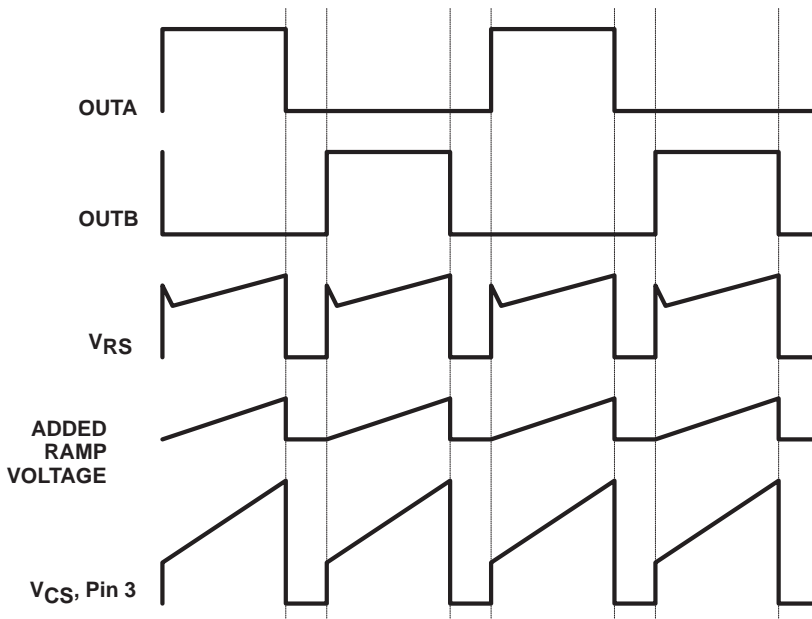 OUTA
OUTB
VRS
ADDED
RAMP
VOLTAGE
VCS, Pin 3